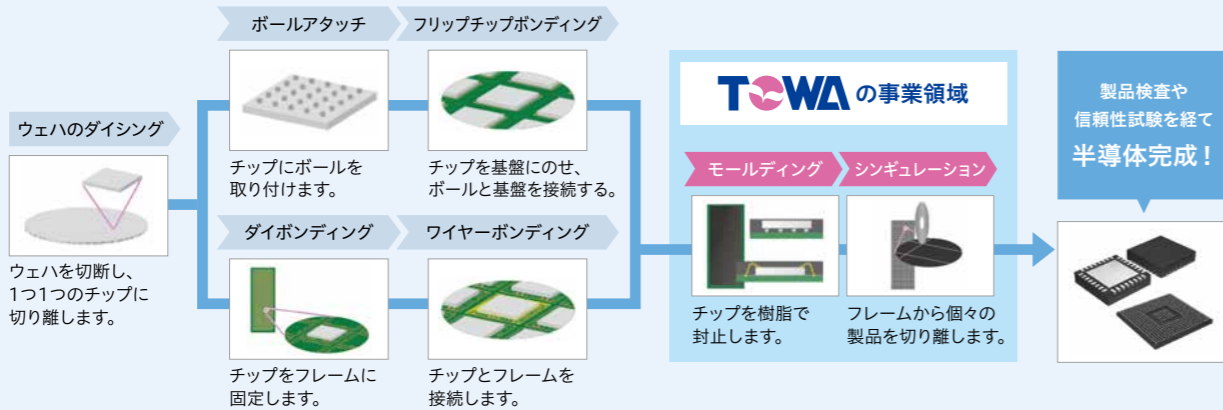 ウェハのダイシング
ウェハを切断し、
1つ1つのチップに
切り離します。
ボールアタッチ
チップにボールを
取り付けます。
フリップチップボンディング
チップを基盤にのせ、
ボールと基盤を接続する。
ダイボンディング
チップをフレームに
固定します。
ワイヤーボンディング
チップとフレームを
接続します。
TOWAの事業領域
モールディング
チップを樹脂で
封止します。
シンギュレーション
フレームから個々の
製品を切り離します。
製品検査や
信頼性試験を経て
半導体完成！